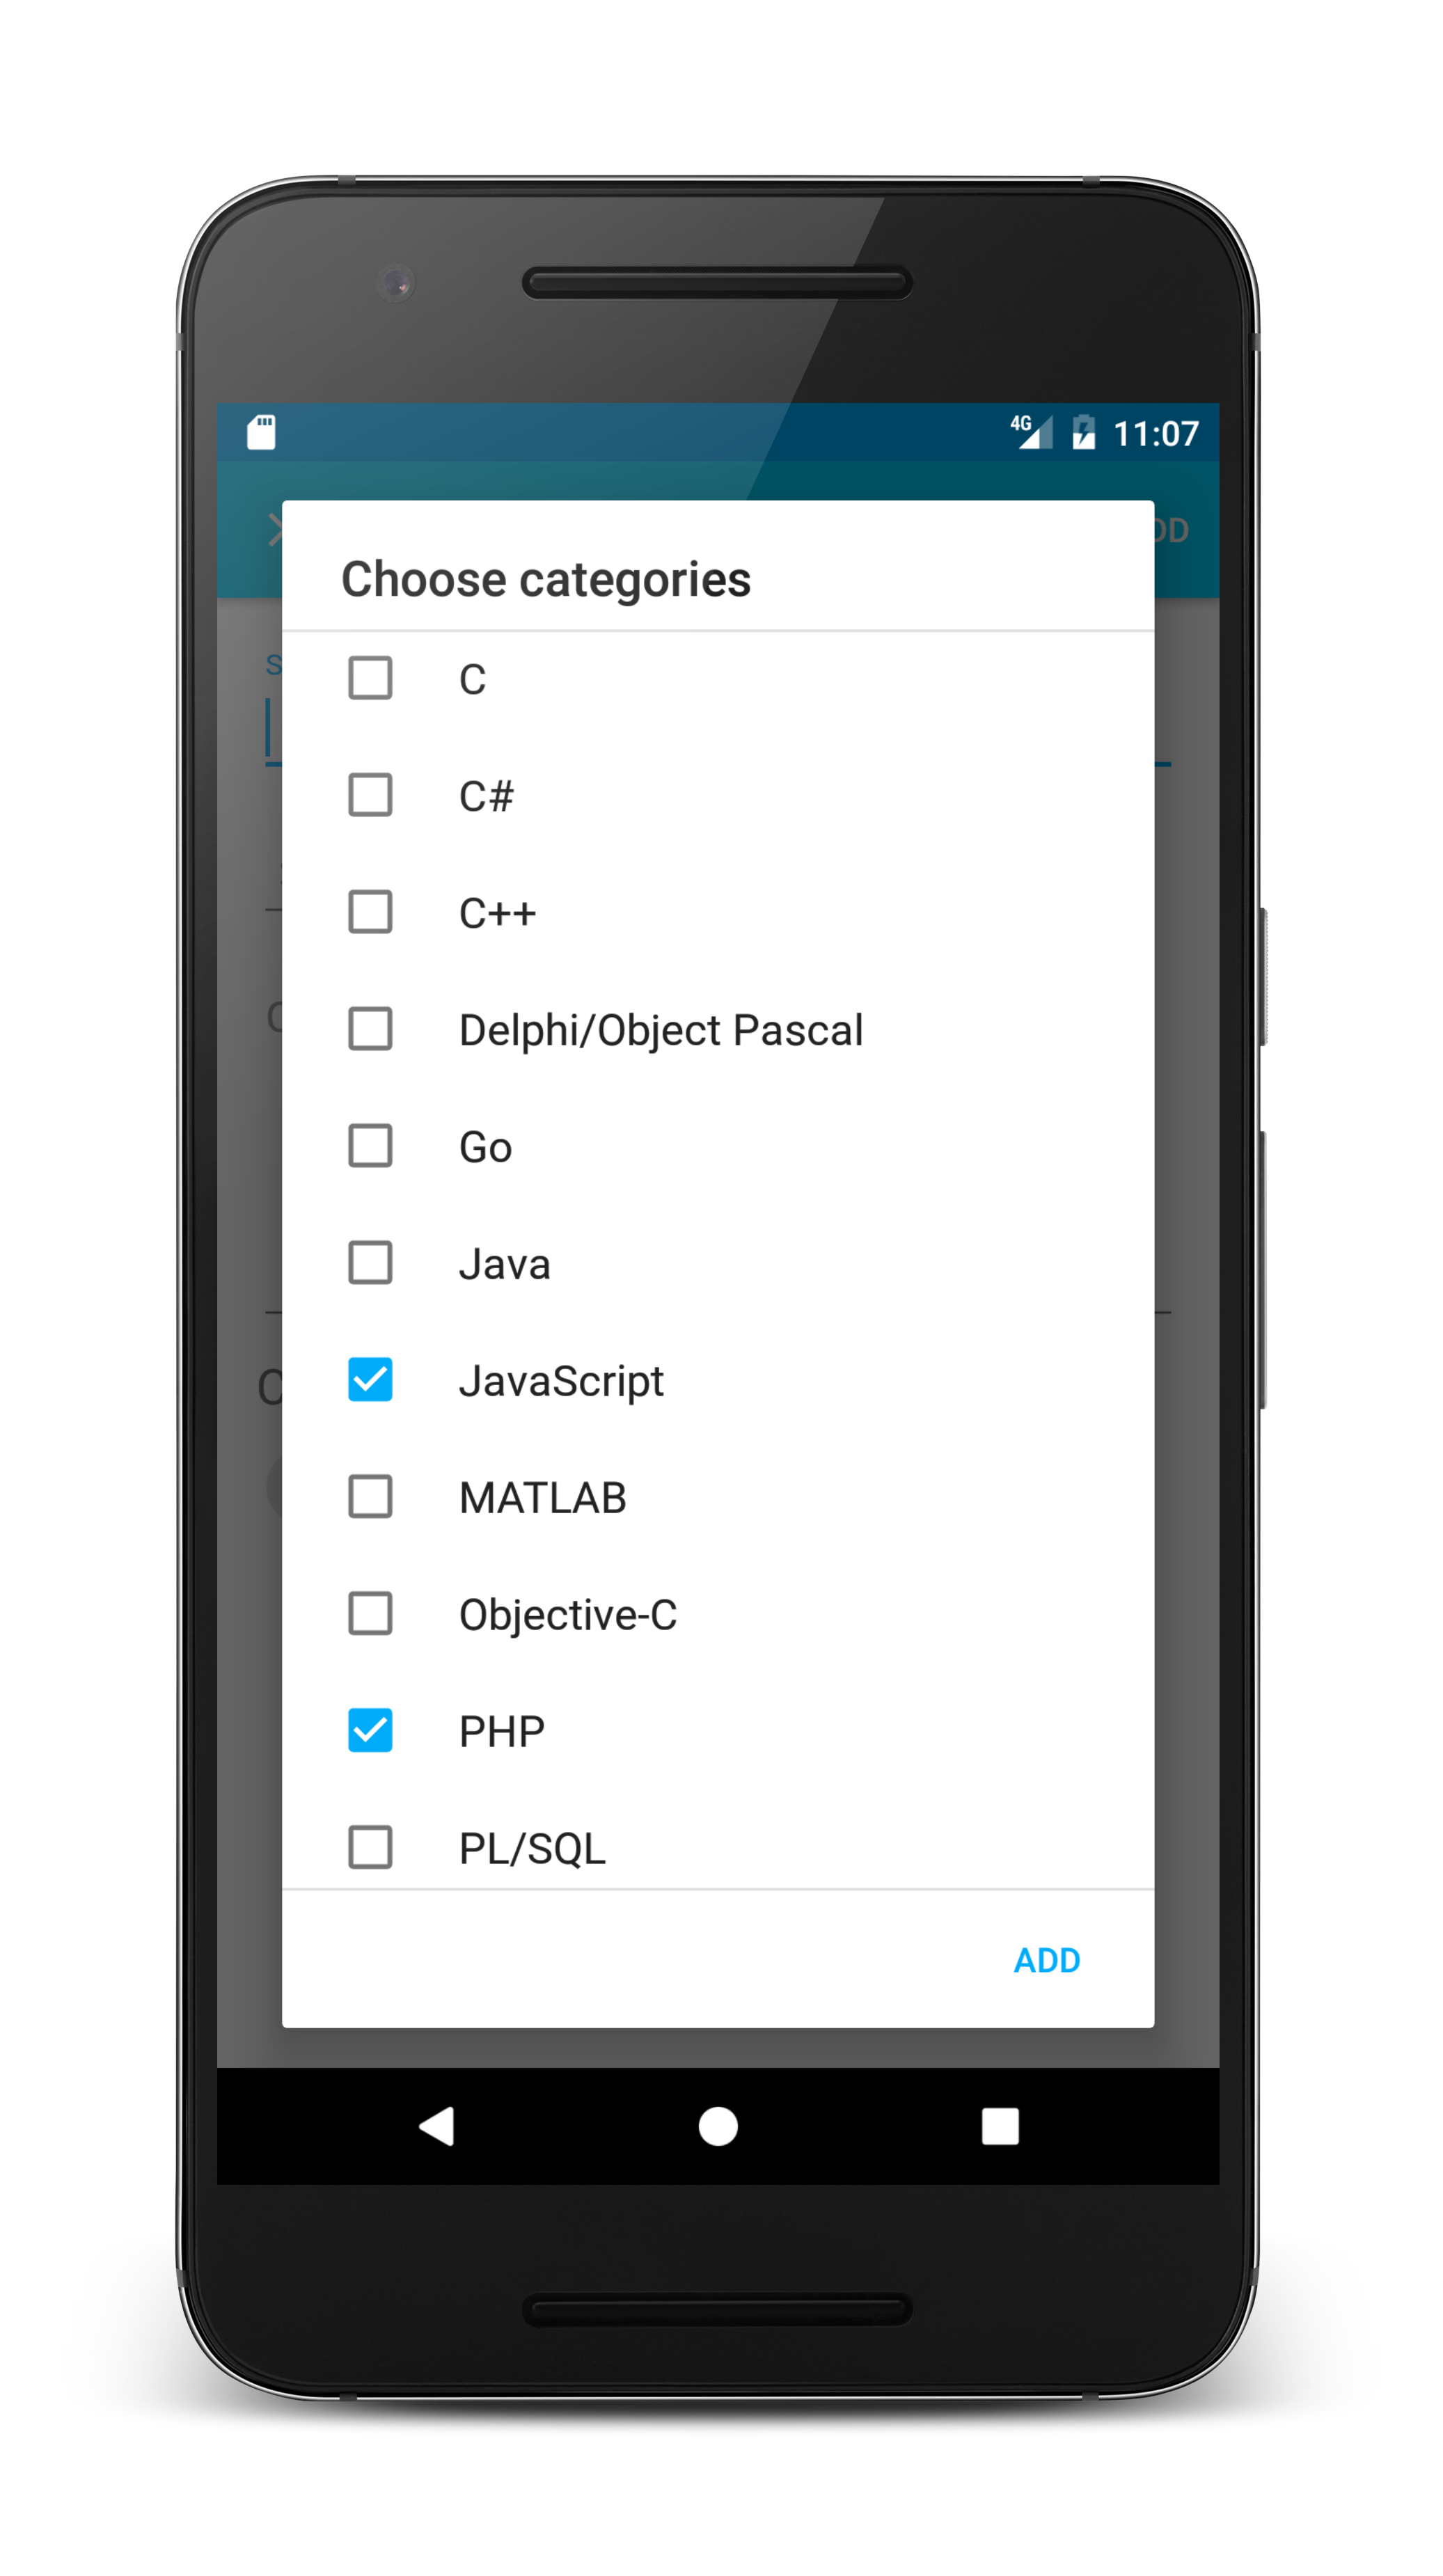 4G 11:07
Choose categories
C
C#
C++
Delphi/Object Pascal
Go
Java
JavaScript
MATLAB
Objective-C
PHP
PL/SQL
ADD